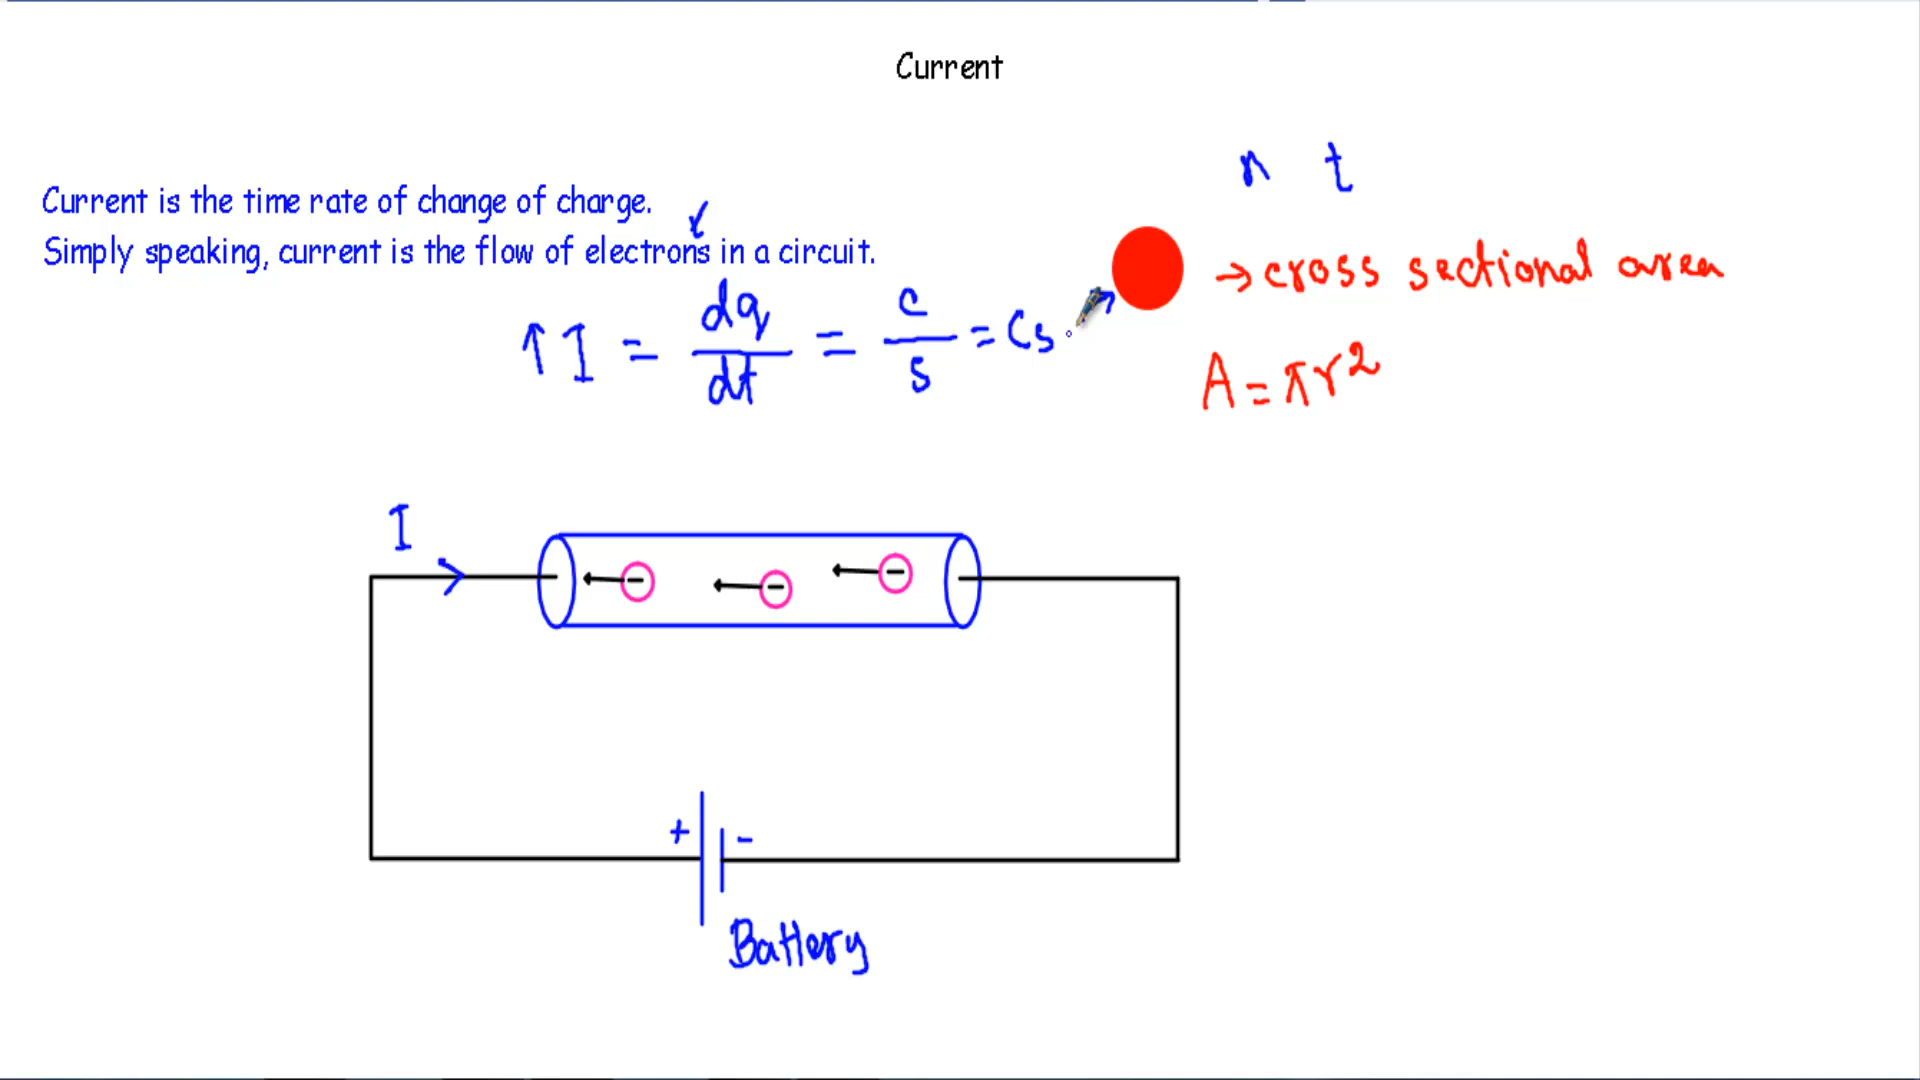 Current
n t
Current is the time rate of change of charge.
Simply speaking, current is the flow of electrons in a circuit.
→ cross sectional area
↑ I = dq/dt = c/s = Cs
A = πr²
I
+ -
Battery